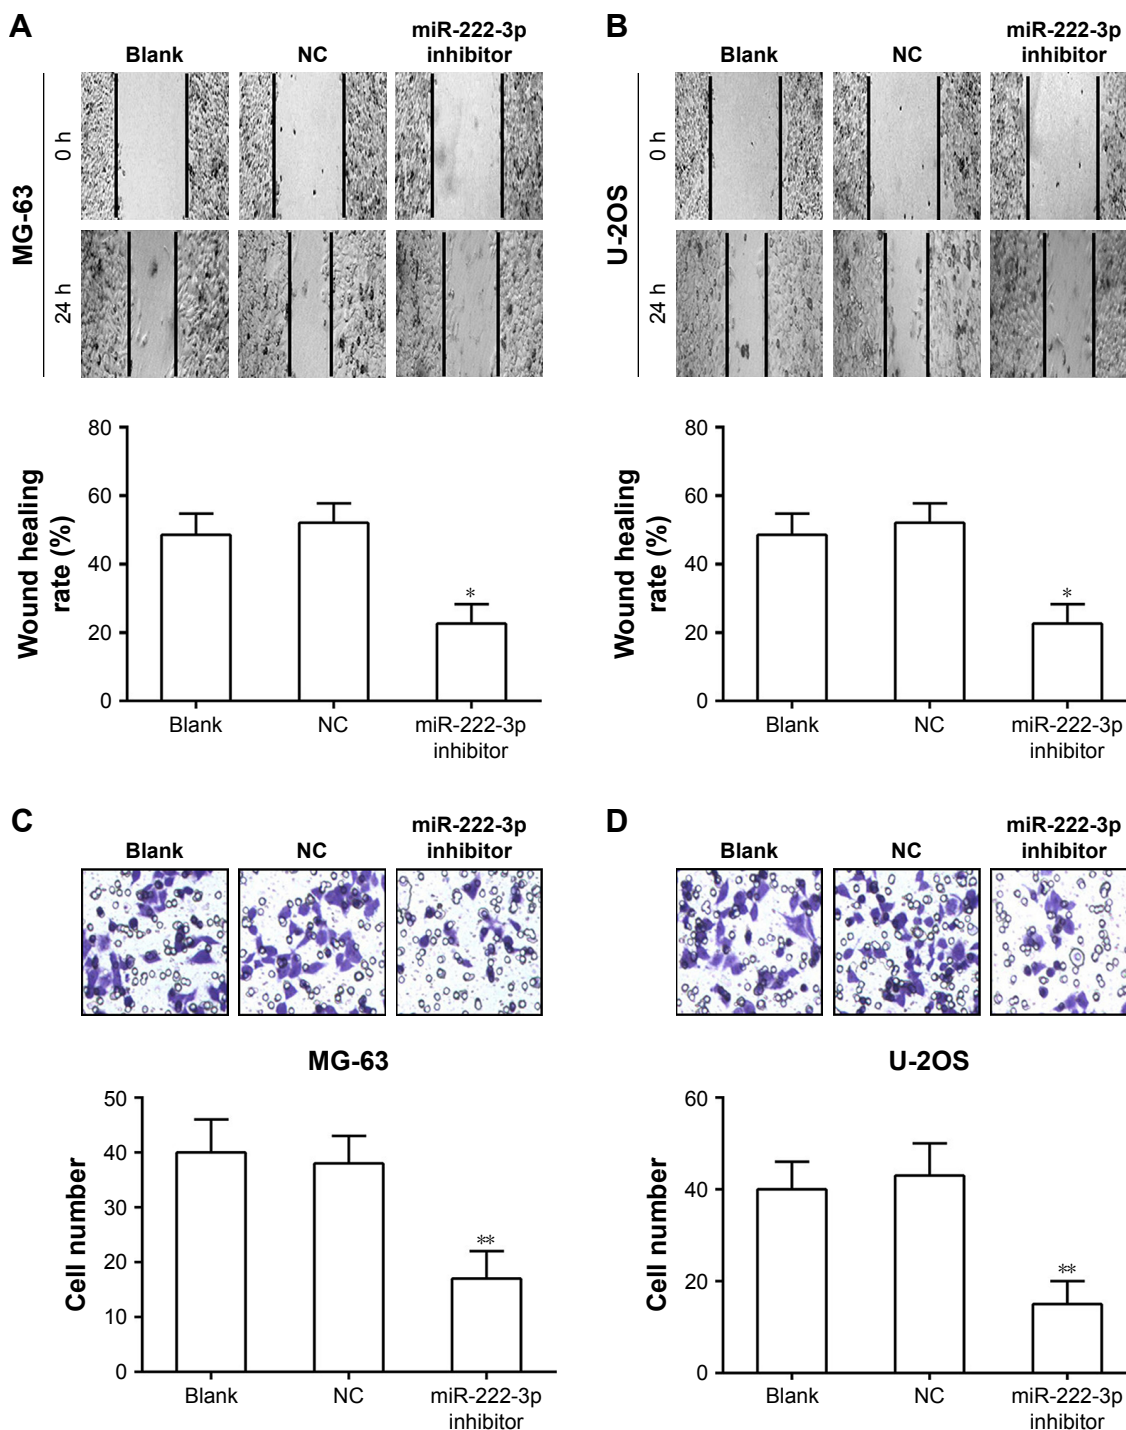 A
Blank
NC
miR-222-3p
inhibitor
MG-63
0 h
24 h
Wound healing
rate (%)
80
60
40
20
0
*
Blank
NC
miR-222-3p
inhibitor
B
Blank
NC
miR-222-3p
inhibitor
U-2OS
0 h
24 h
Wound healing
rate (%)
80
60
40
20
0
*
Blank
NC
miR-222-3p
inhibitor
C
Blank
NC
miR-222-3p
inhibitor
MG-63
Cell number
50
40
30
20
10
0
**
Blank
NC
miR-222-3p
inhibitor
D
Blank
NC
miR-222-3p
inhibitor
U-2OS
Cell number
60
40
20
0
**
Blank
NC
miR-222-3p
inhibitor